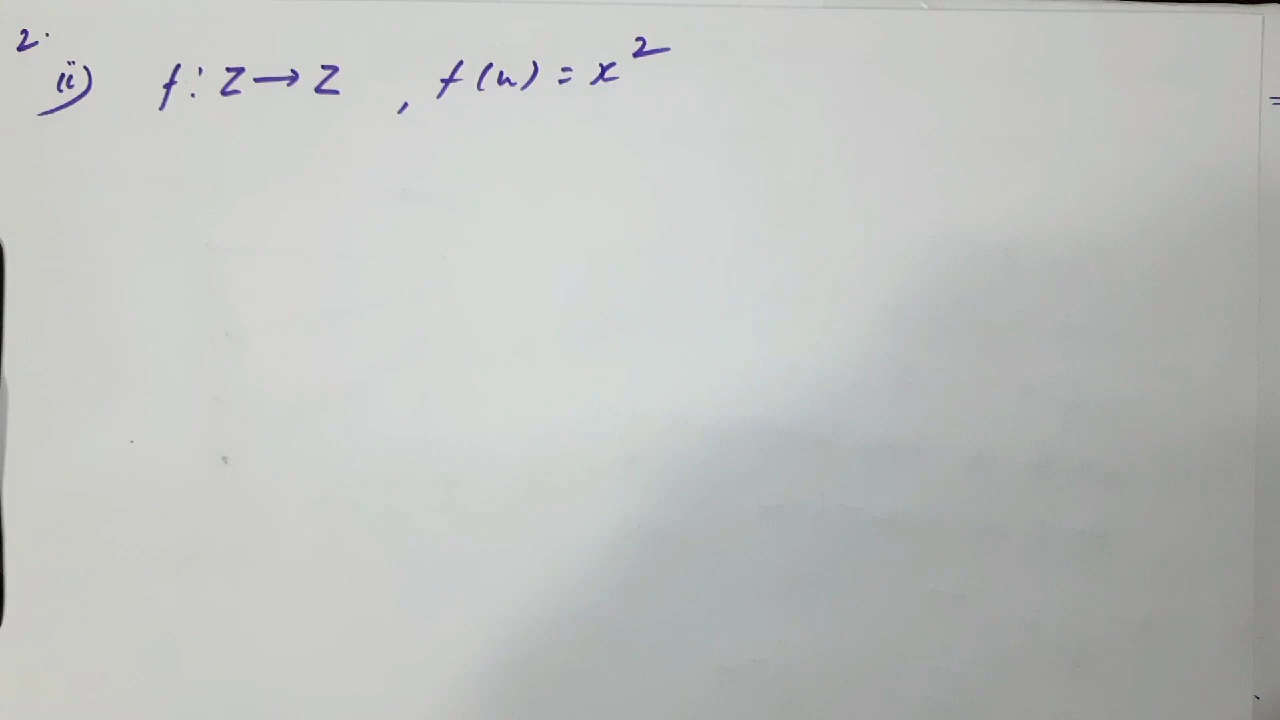 2.
(ii) f : Z → Z , f(x) = x²